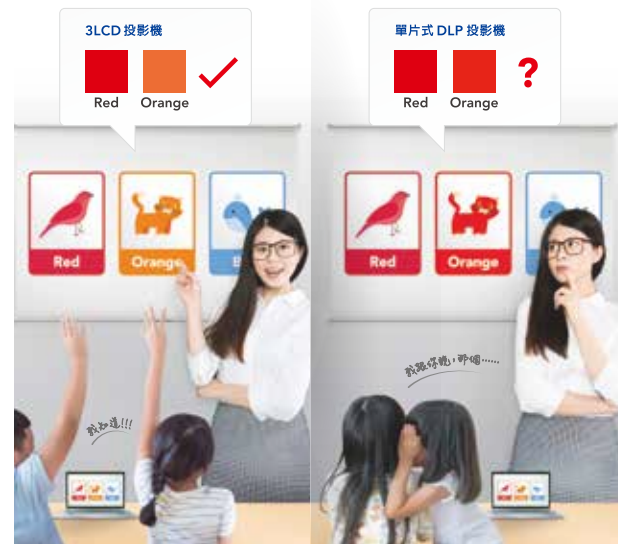 3LCD 投影機
Red Orange
單片式 DLP 投影機
Red Orange
?
Red
Orange
B
Red
Orange
我知道!!!
我跟你說,那個……